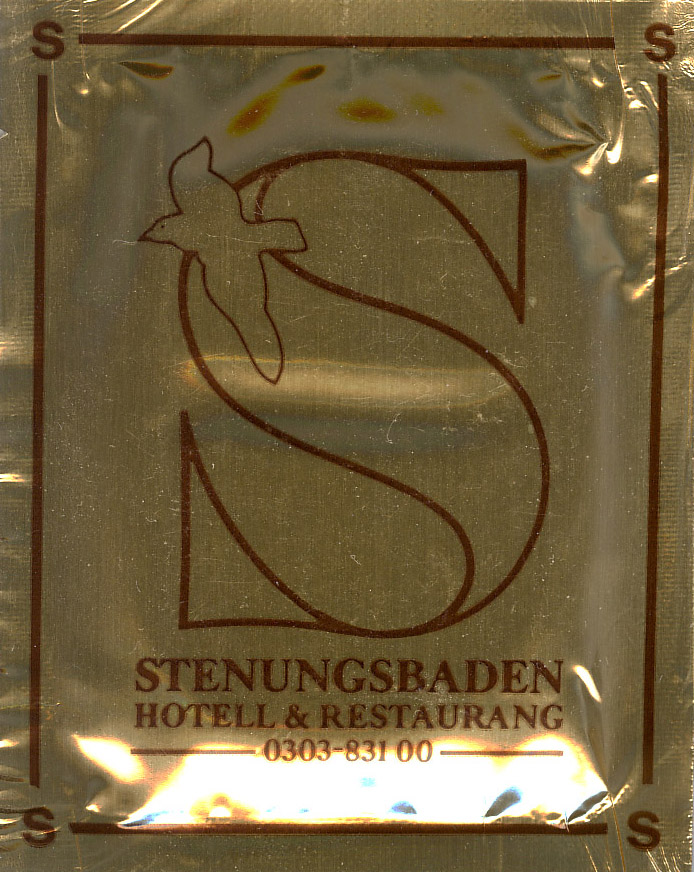 S S
S
STENUNGSBADEN
HOTELL & RESTAURANG
0303-831 00
S S